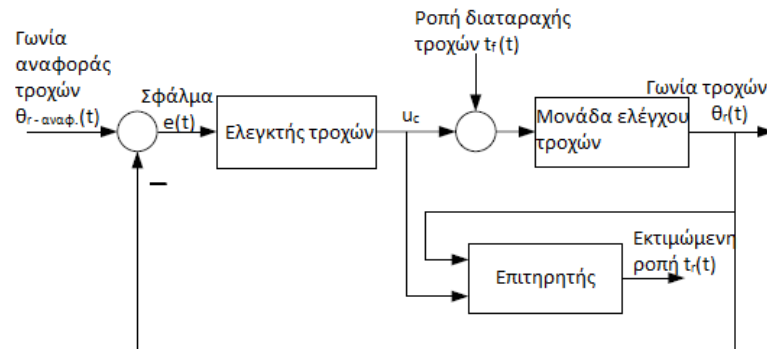 Γωνία
αναφοράς
τροχών
θr - αναφ.(t)
Σφάλμα
e(t)
Ελεγκτής τροχών
uc
Ροπή διαταραχής
τροχών tf(t)
Μονάδα ελέγχου
τροχών
Γωνία τροχών
θr(t)
Επιτηρητής
Εκτιμώμενη
ροπή tr(t)